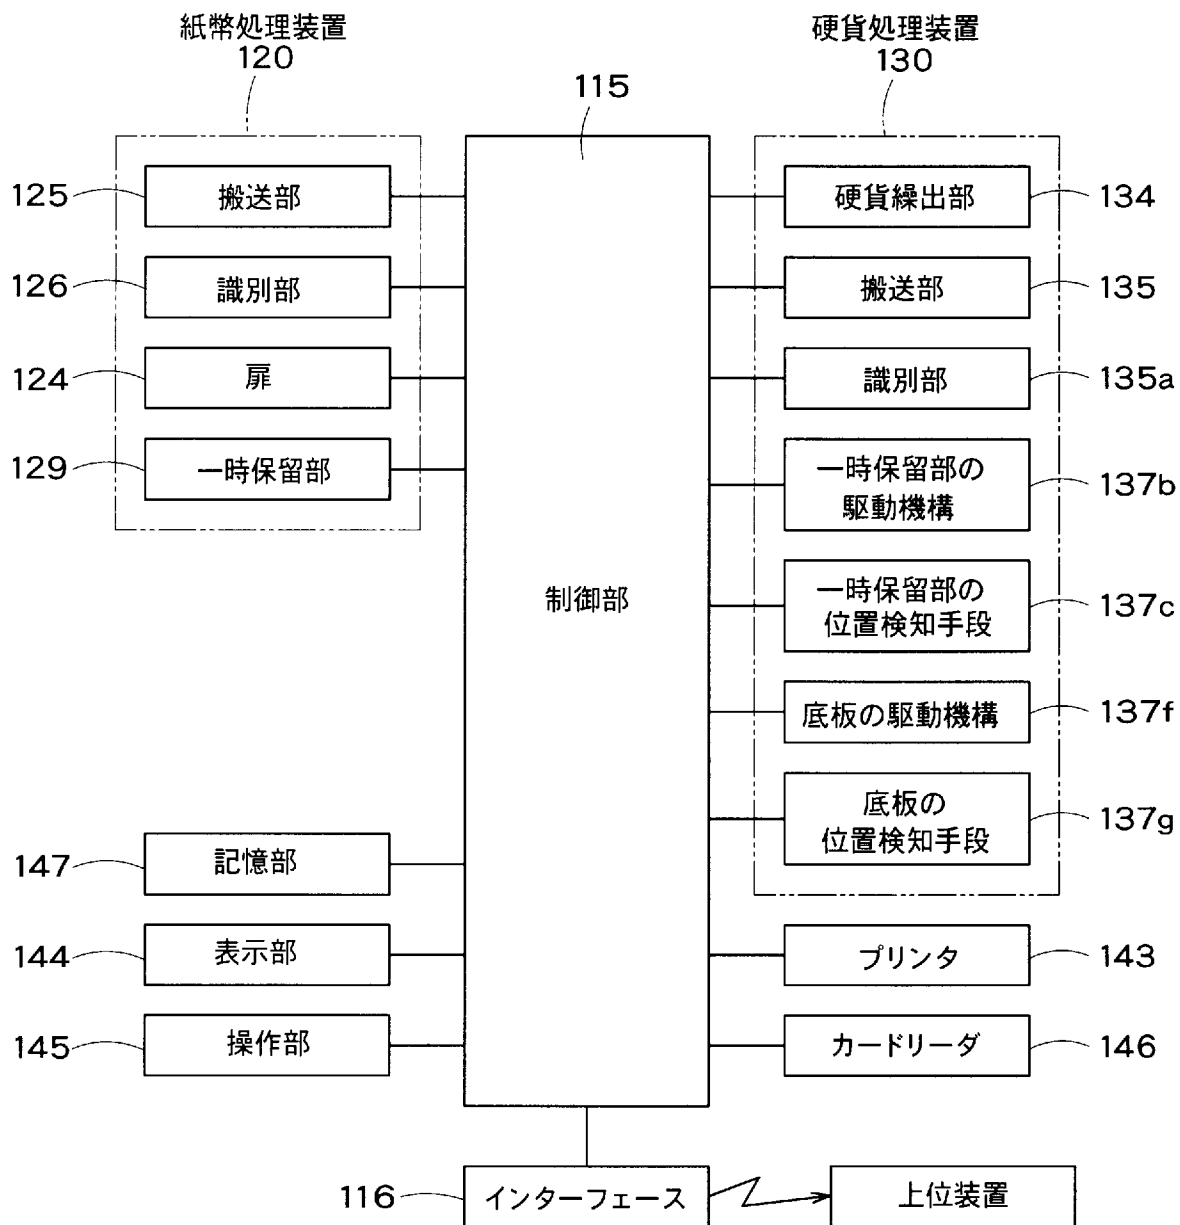 紙幣処理装置
120
硬貨処理装置
130
115
125
搬送部
硬貨繰出部
134
126
識別部
搬送部
135
124
扉
識別部
135a
129
一時保留部
一時保留部の
駆動機構
137b
制御部
一時保留部の
位置検知手段
137c
底板の駆動機構
137f
底板の
位置検知手段
137g
147
記憶部
144
表示部
プリンタ
143
145
操作部
カードリーダ
146
116
インターフェース
上位装置